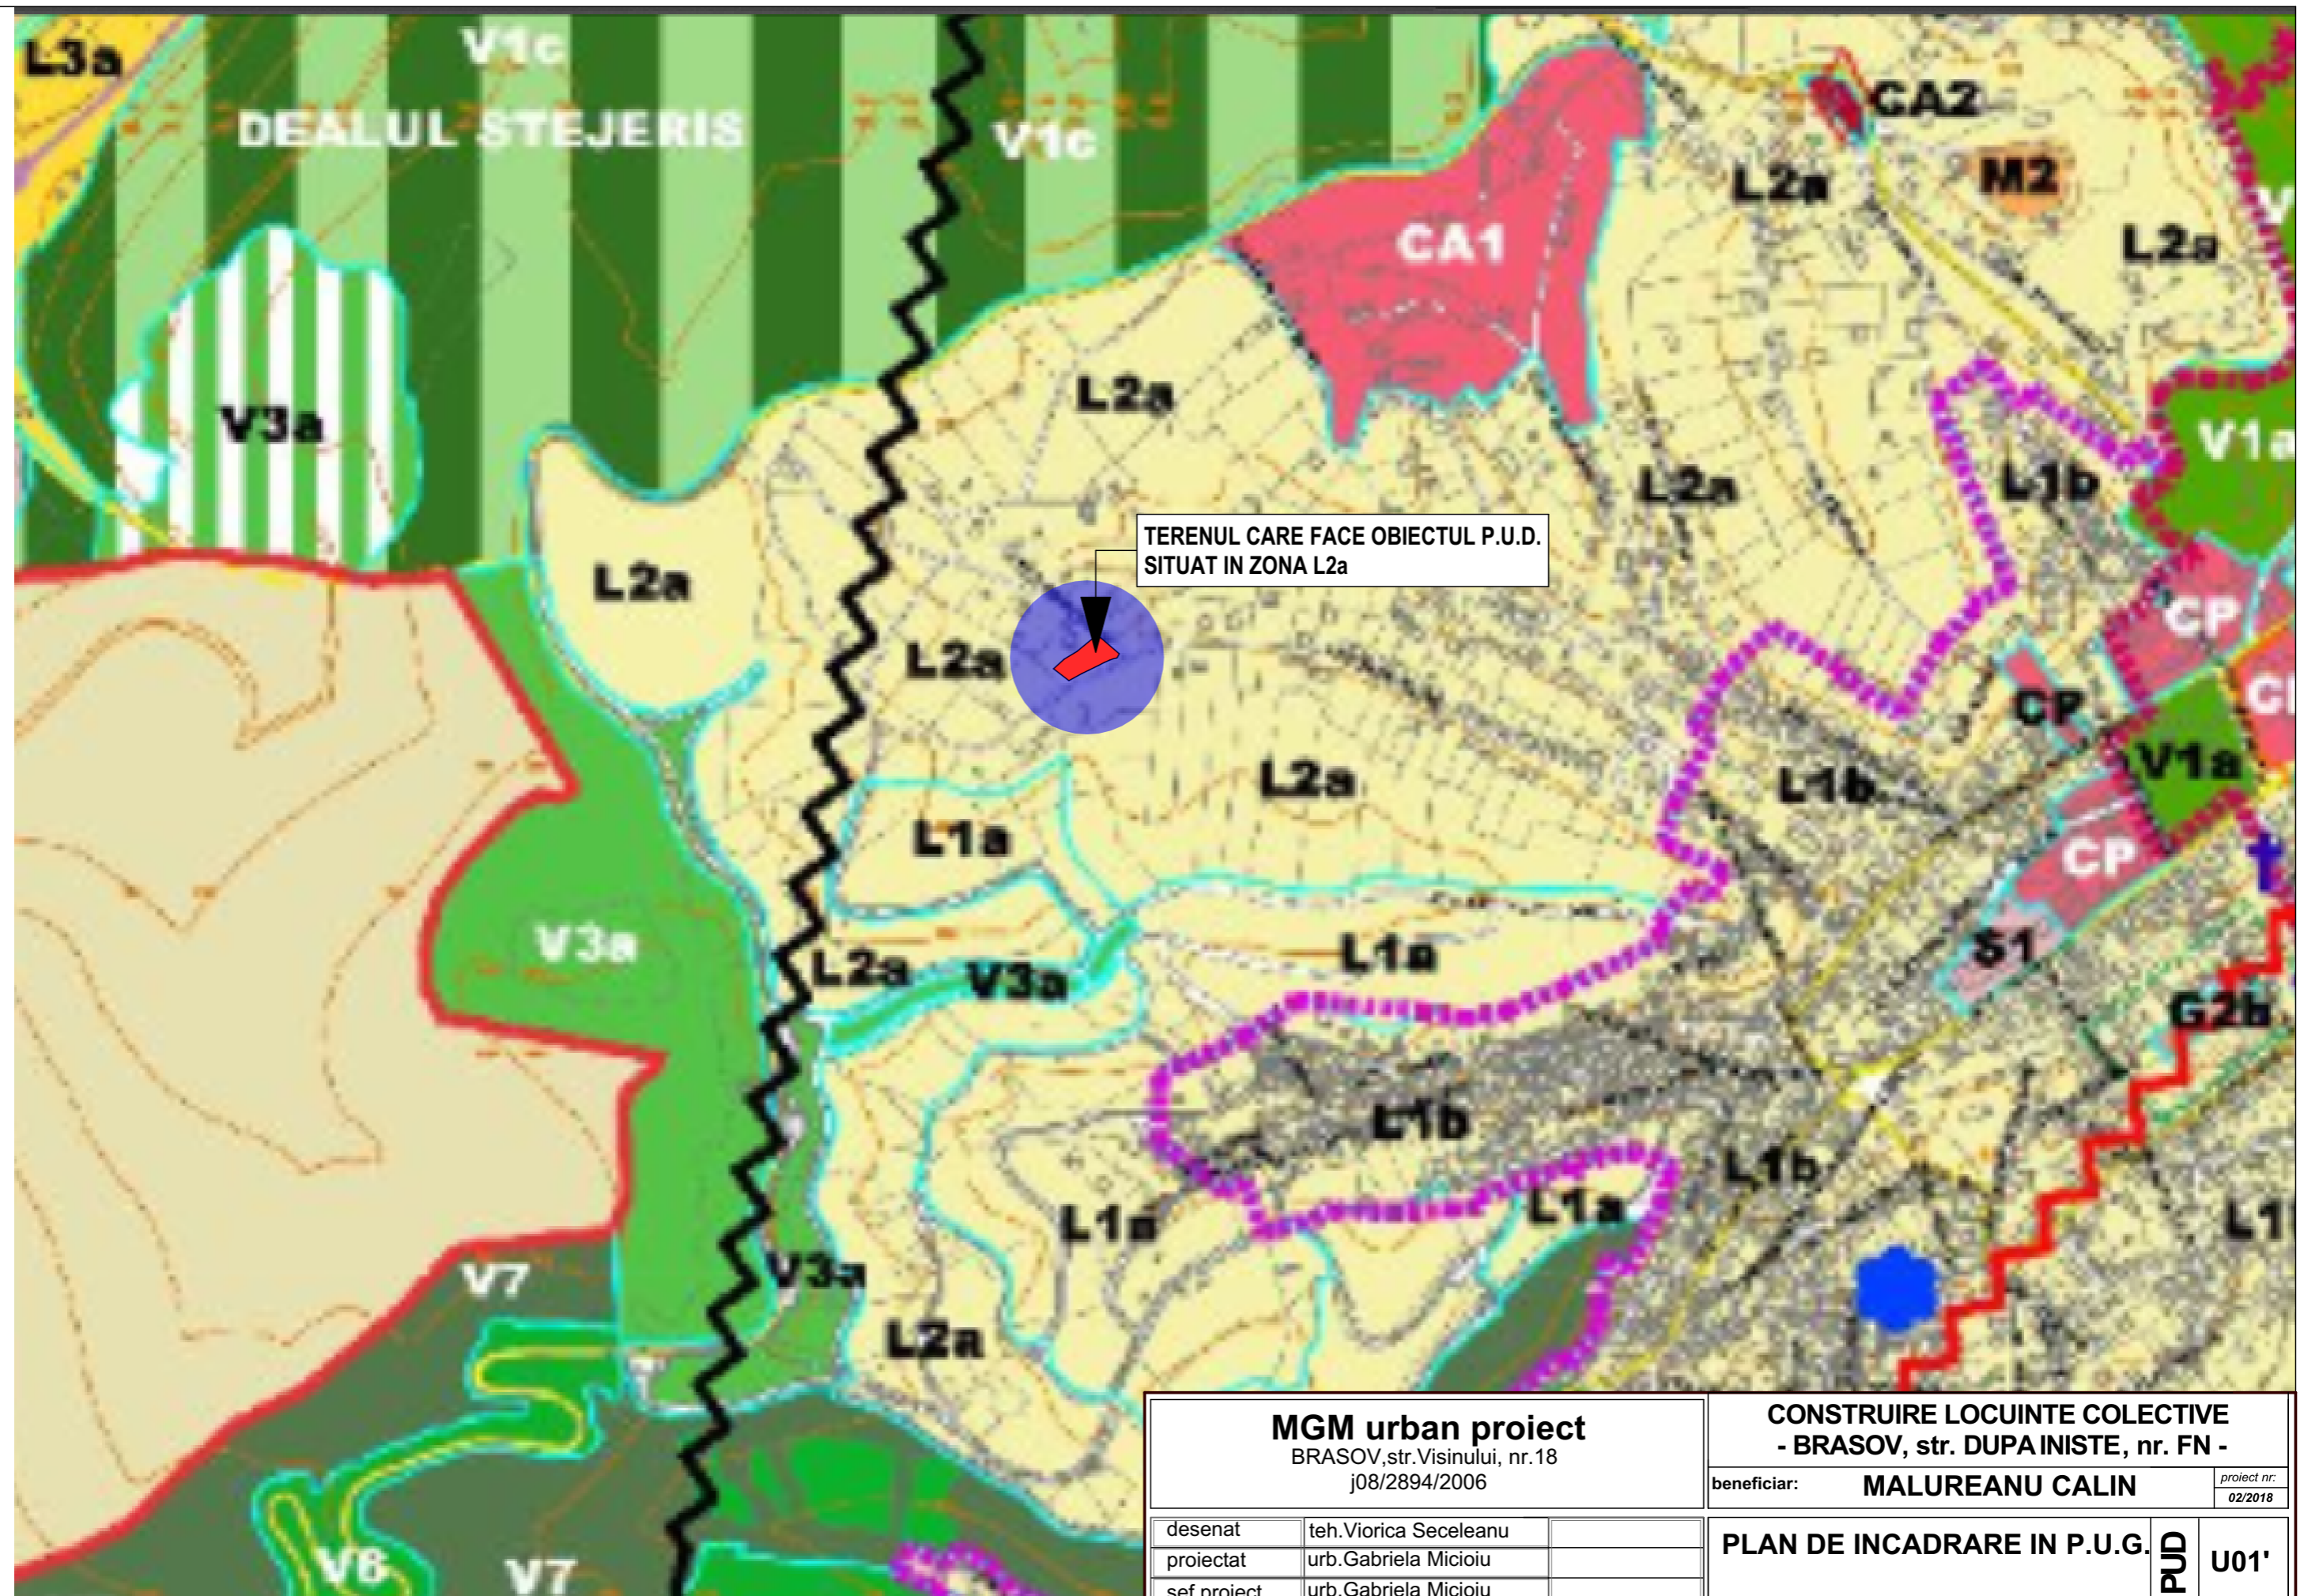 L3a
V1c
DEALUL STEJERIS
V1c
CA2
L2a
M2
CA1
L2a
V3a
L2a
V1a
L2a
L1b
TERENUL CARE FACE OBIECTUL P.U.D.
SITUAT IN ZONA L2a
L2a
CP
L2a
CP
V1a
L2a
L1b
L1a
CP
V3a
L1a
S1
L2a
V3a
G2b
L1b
L1b
L1a
L1a
V7
V3a
L2a
V6
V7
MGM urban proiect
BRASOV,str.Visinului, nr.18
j08/2894/2006
CONSTRUIRE LOCUINTE COLECTIVE
- BRASOV, str. DUPA INISTE, nr. FN -
beneficiar: MALUREANU CALIN
proiect nr:
02/2018
desenat teh.Viorica Seceleanu
proiectat urb.Gabriela Micioiu
sef proiect urb.Gabriela Micioiu
PLAN DE INCADRARE IN P.U.G.
PUD
U01'